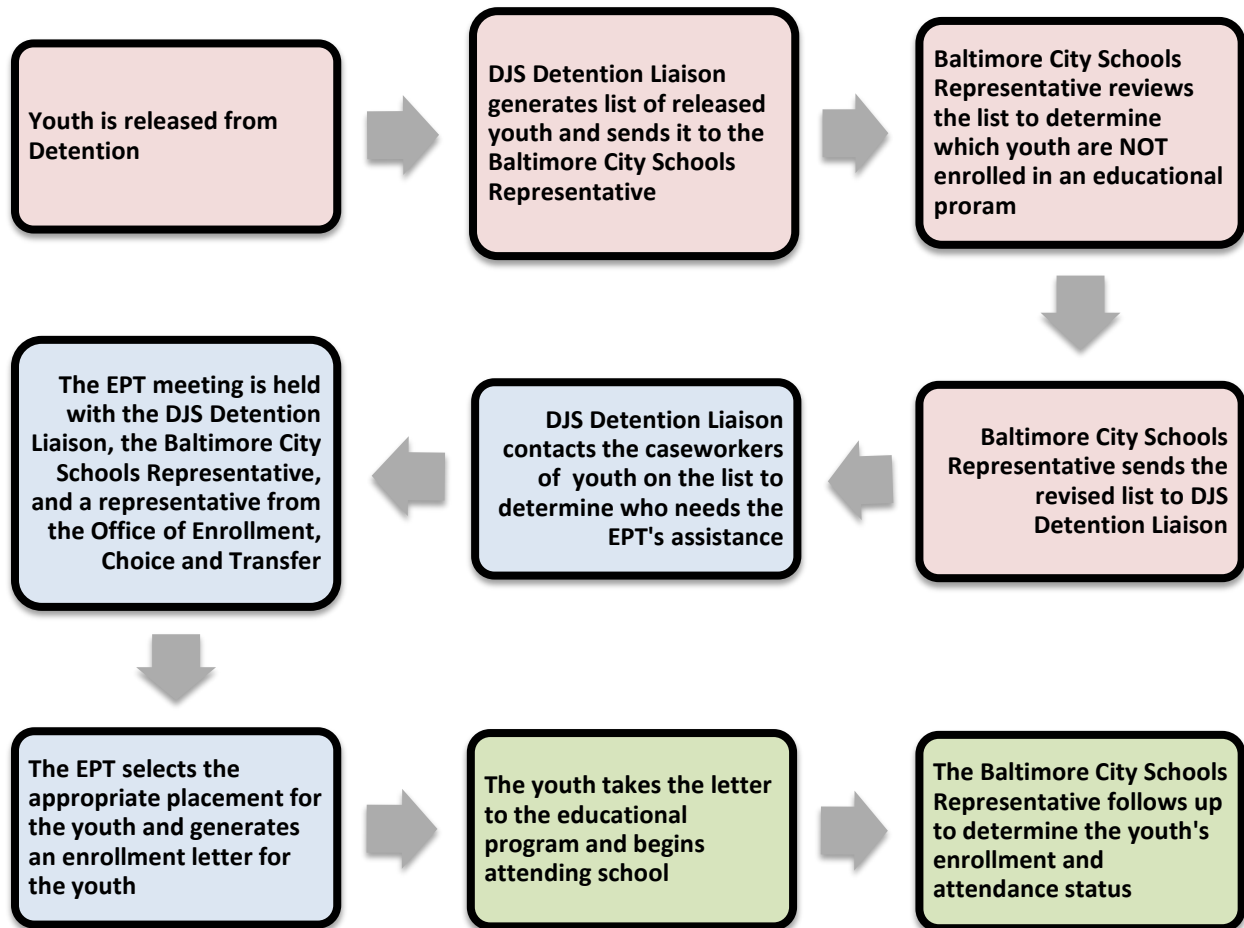 Youth is released from
Detention
DJS Detention Liaison
generates list of released
youth and sends it to the
Baltimore City Schools
Representative
Baltimore City Schools
Representative reviews
the list to determine
which youth are NOT
enrolled in an educational
proram
Baltimore City Schools
Representative sends the
revised list to DJS
Detention Liaison
DJS Detention Liaison
contacts the caseworkers
of youth on the list to
determine who needs the
EPT's assistance
The EPT meeting is held
with the DJS Detention
Liaison, the Baltimore City
Schools Representative,
and a representative from
the Office of Enrollment,
Choice and Transfer
The EPT selects the
appropriate placement for
the youth and generates
an enrollment letter for
the youth
The youth takes the letter
to the educational
program and begins
attending school
The Baltimore City Schools
Representative follows up
to determine the youth's
enrollment and
attendance status